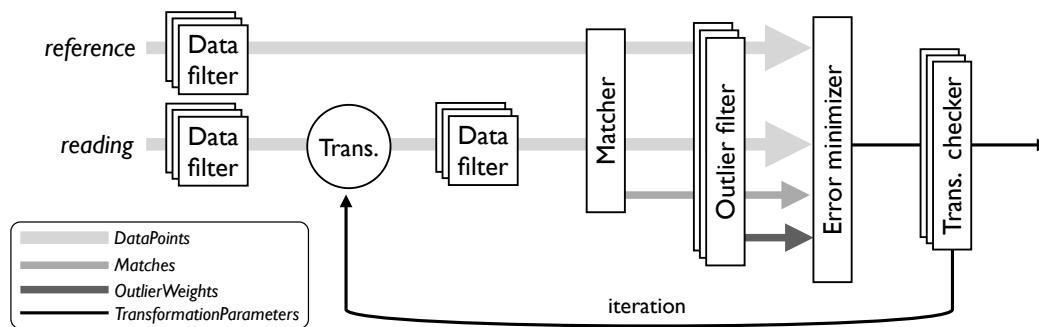 reference
Data
filter
reading
Data
filter
Trans.
Data
filter
Matcher
Outlier filter
Error minimizer
Trans. checker
DataPoints
Matches
OutlierWeights
TransformationParameters
iteration